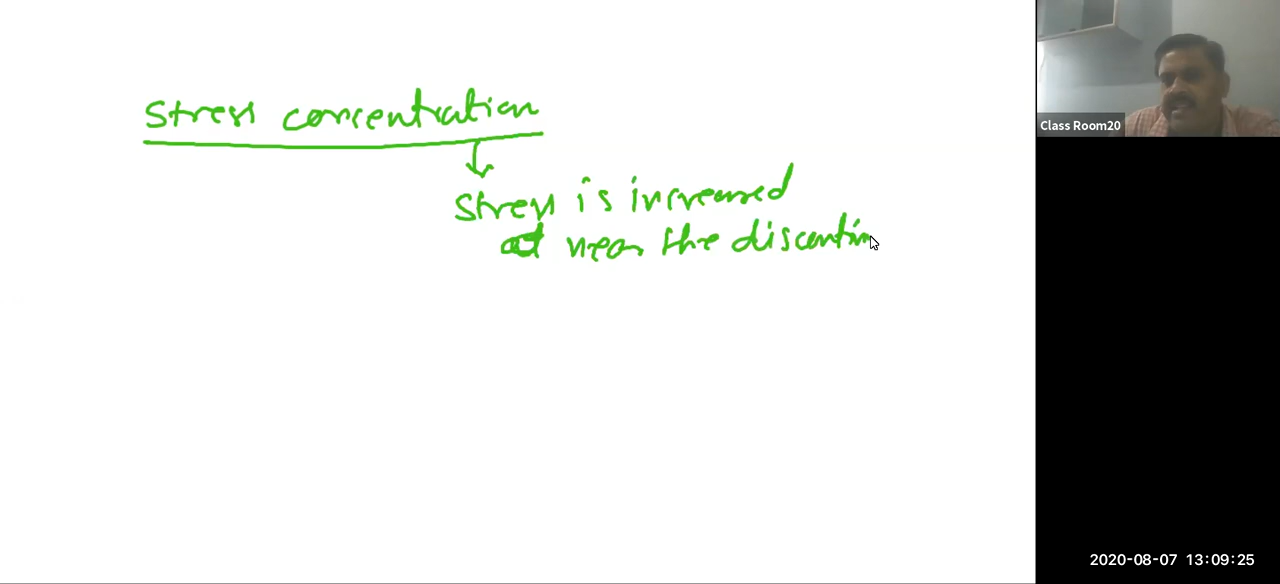 Stress concentration
Stress is increased
at near the discontin
Class Room20
2020-08-07 13:09:25